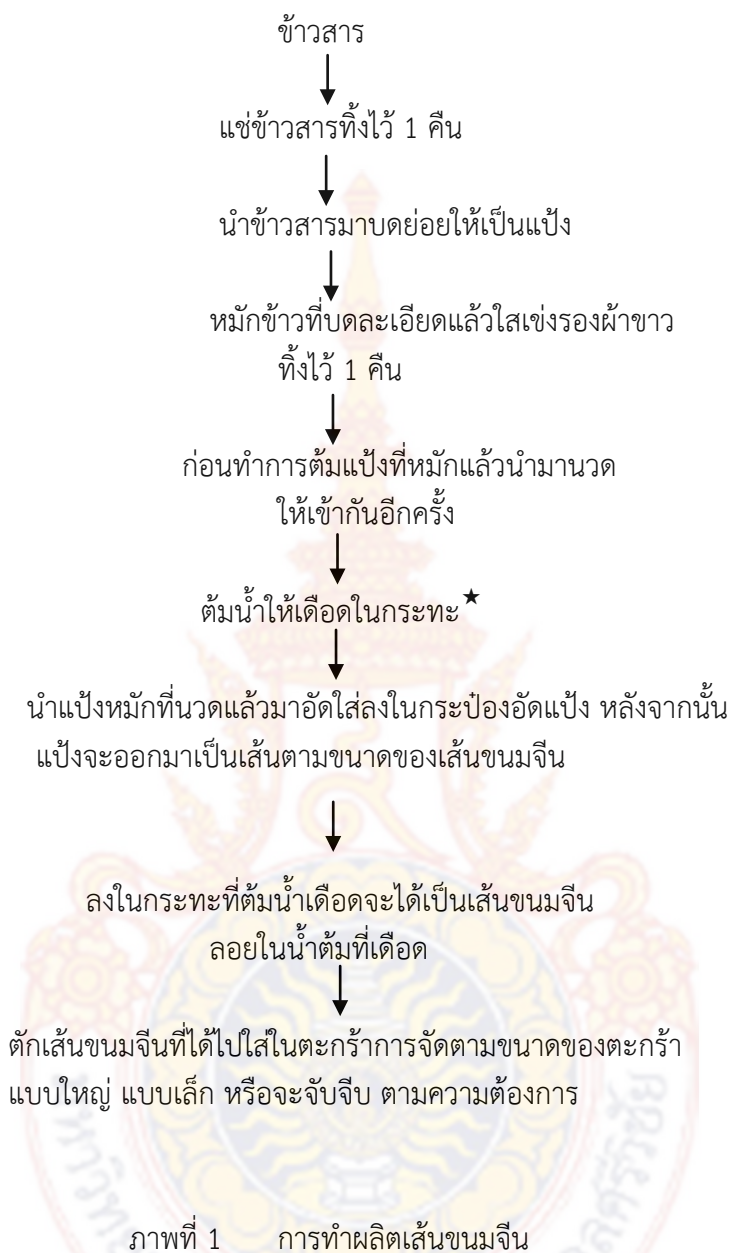 ข้าวสาร
แช่ข้าวสารทิ้งไว้ 1 คืน
นำข้าวสารมาบดย่อยให้เป็นแป้ง
หมักข้าวที่บดละเอียดแล้วใสเข่งรองผ้าขาว
ทิ้งไว้ 1 คืน
ก่อนทำการต้มแป้งที่หมักแล้วนำมานวด
ให้เข้ากันอีกครั้ง
ต้มน้ำให้เดือดในกระทะ★
นำแป้งหมักที่นวดแล้วมาอัดใส่ลงในกระป๋องอัดแป้ง หลังจากนั้น
แป้งจะออกมาเป็นเส้นตามขนาดของเส้นขนมจีน
ลงในกระทะที่ต้มน้ำเดือดจะได้เป็นเส้นขนมจีน
ลอยในน้ำต้มที่เดือด
ตักเส้นขนมจีนที่ได้ไปใส่ในตะกร้าการจัดตามขนาดของตะกร้า
แบบใหญ่ แบบเล็ก หรือจะจับจีบ ตามความต้องการ
ภาพที่ 1 การทำผลิตเส้นขนมจีน